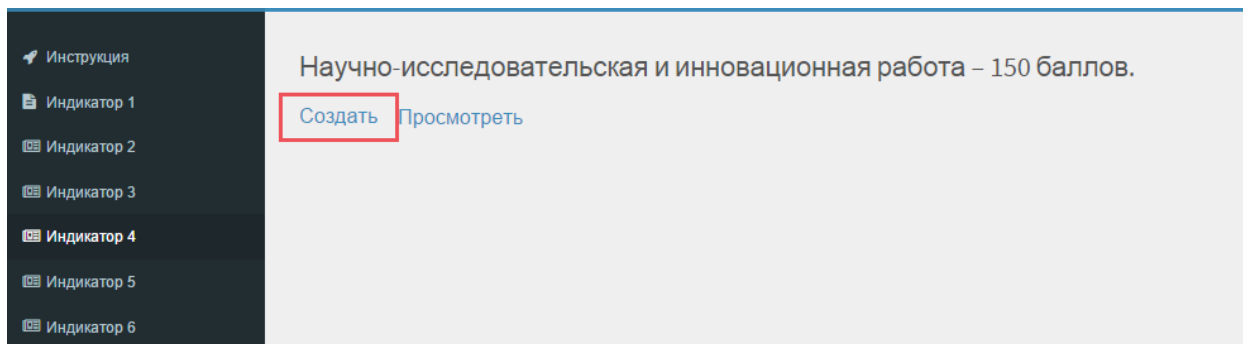 Инструкция
Индикатор 1
Индикатор 2
Индикатор 3
Индикатор 4
Индикатор 5
Индикатор 6
Научно-исследовательская и инновационная работа – 150 баллов.
Создать Просмотреть